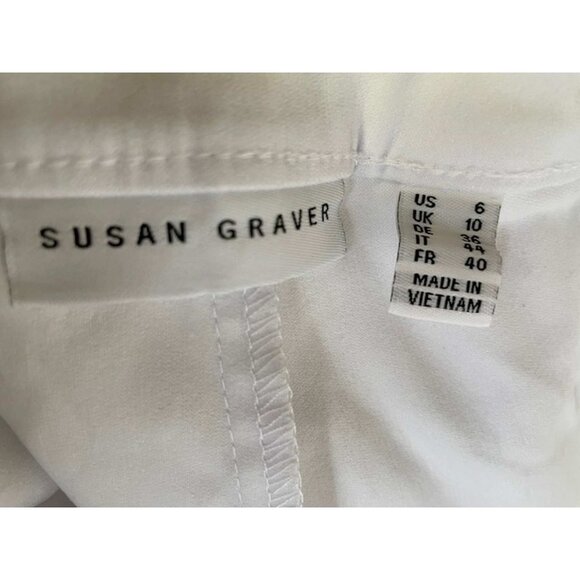 SUSAN GRAVER
US 6
UK 10
DE 36
IT 44
FR 40
MADE IN
VIETNAM